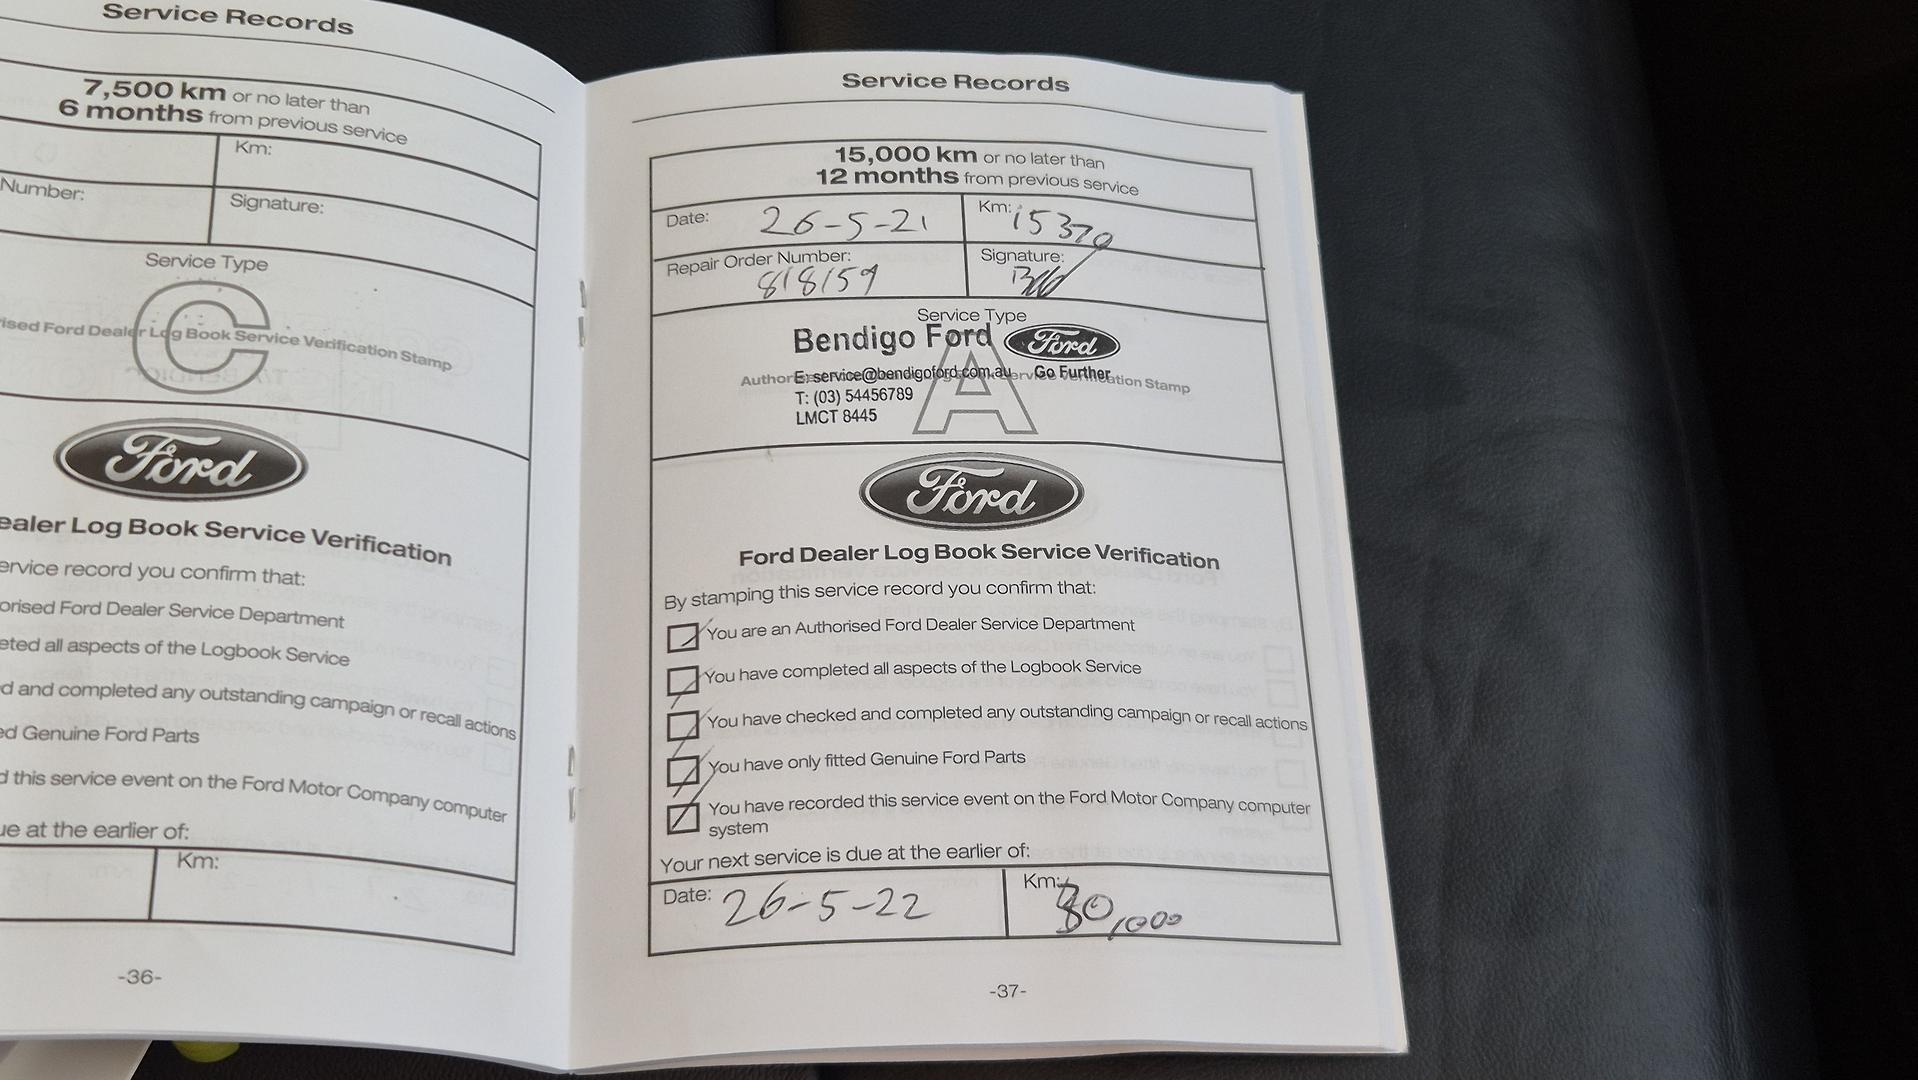 Service Records
7,500 km or no later than
6 months from previous service
Km:
Number:
Signature:
Service Type
C
ised Ford Dealer Log Book Service Verification Stamp
Ford
ealer Log Book Service Verification
ervice record you confirm that:
orised Ford Dealer Service Department
eted all aspects of the Logbook Service
d and completed any outstanding campaign or recall actions
ed Genuine Ford Parts
d this service event on the Ford Motor Company computer
ue at the earlier of:
Km:
-36-
Service Records
15,000 km or no later than
12 months from previous service
Date: 26-5-21
Km: 15370
Repair Order Number: 818159
Signature:
Service Type
Bendigo Ford Ford
A
E: service@bendigoford.com.au Go Further
Author ation Stamp
T: (03) 54456789
LMCT 8445
Ford
Ford Dealer Log Book Service Verification
By stamping this service record you confirm that:
You are an Authorised Ford Dealer Service Department
You have completed all aspects of the Logbook Service
You have checked and completed any outstanding campaign or recall actions
You have only fitted Genuine Ford Parts
You have recorded this service event on the Ford Motor Company computer
system
Your next service is due at the earlier of:
Date: 26-5-22
Km: 30,000
-37-